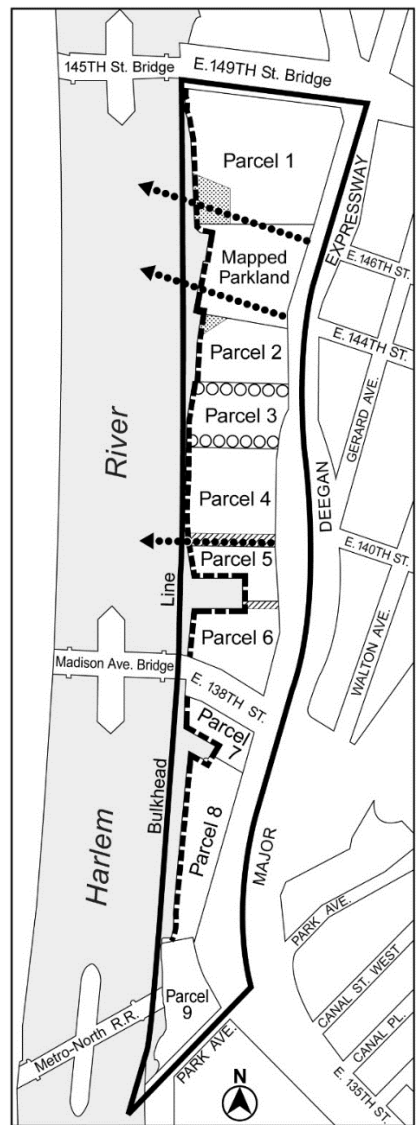 145TH St. Bridge
E. 149TH St. Bridge
Parcel 1
EXPRESSWAY
E. 146TH ST.
Mapped
Parkland
E. 144TH ST.
Parcel 2
GERARD AVE.
Parcel 3
River
Parcel 4
DEEGAN
E. 140TH ST.
Parcel 5
Line
WALTON AVE.
Parcel 6
Madison Ave. Bridge
E. 138TH ST.
Parcel
7
Bulkhead
Parcel 8
MAJOR
Harlem
PARK AVE.
CANAL ST. WEST
Parcel
9
CANAL PL.
Metro-North R.R.
PARK AVE.
E. 135TH ST.
N